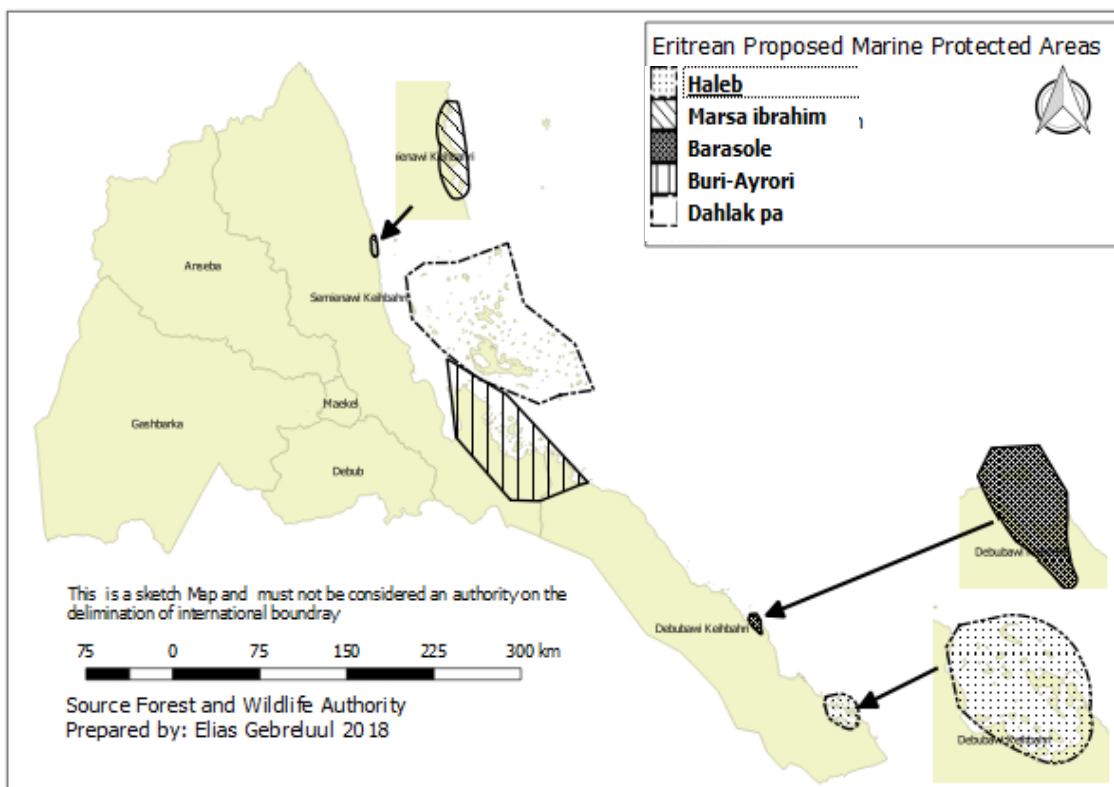 Eritrean Proposed Marine Protected Areas
Haleb
Marsa ibrahim
Barasole
Buri-Ayrori
Dahlak pa
Anseba
Semienawi Keihbahri
Maekel
Gashbarka
Debub
Debubawi Keihbahri
Debubawi
Debubawi Keihbahri
This is a sketch Map and must not be considered an authority on the
delimination of international boundray
75 0 75 150 225 300 km
Source Forest and Wildlife Authority
Prepared by: Elias Gebreluul 2018